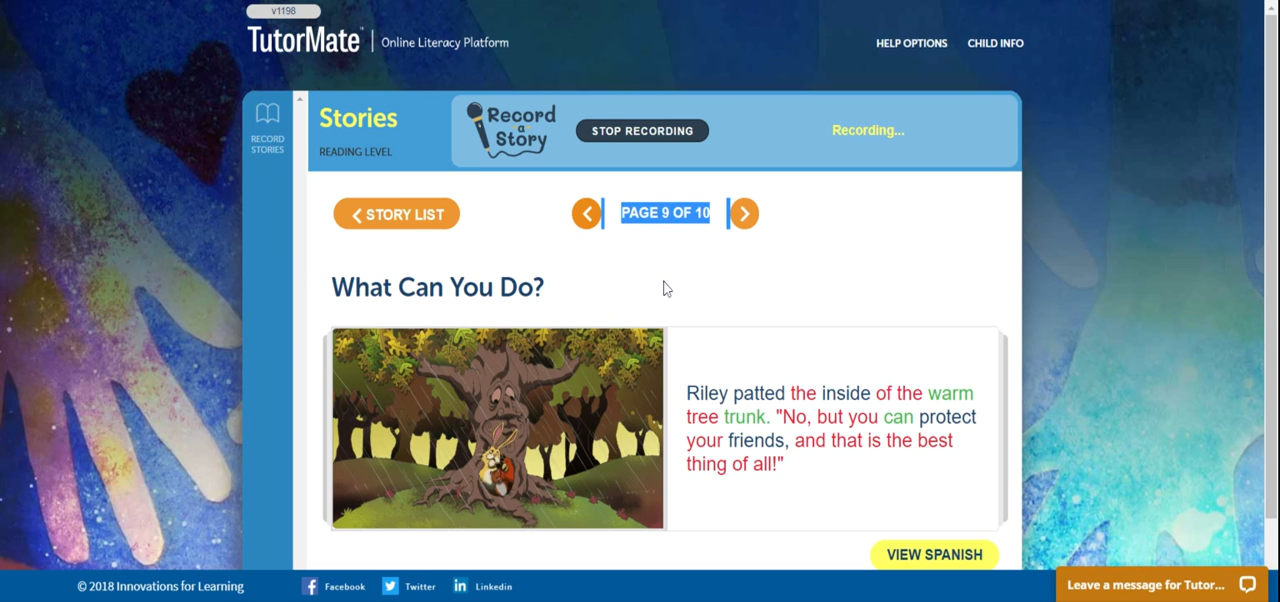 v1198
TutorMate | Online Literacy Platform
HELP OPTIONS CHILD INFO
RECORD
STORIES
Stories
READING LEVEL
Record
a
Story
STOP RECORDING
Recording...
STORY LIST
PAGE 9 OF 10
What Can You Do?
Riley patted the inside of the warm
tree trunk. "No, but you can protect
your friends, and that is the best
thing of all!"
VIEW SPANISH
© 2018 Innovations for Learning
Facebook
Twitter
in Linkedin
Leave a message for Tutor...